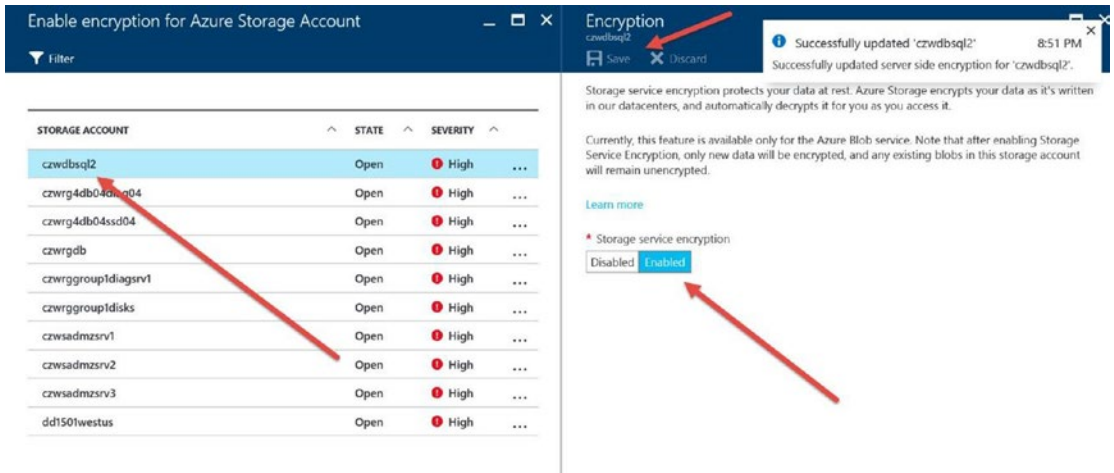 Enable encryption for Azure Storage Account
Filter
STORAGE ACCOUNT STATE SEVERITY
czwdbsql2 Open High ...
czwrg4db04diag04 Open High ...
czwrg4db04ssd04 Open High ...
czwrgdb Open High ...
czwrggroup1diagsrv1 Open High ...
czwrggroup1disks Open High ...
czwsadmzsrv1 Open High ...
czwsadmzsrv2 Open High ...
czwsadmzsrv3 Open High ...
dd1501westus Open High ...
Encryption
czwdbsql2
Save Discard
Successfully updated 'czwdbsql2' 8:51 PM
Successfully updated server side encryption for 'czwdbsql2'.
Storage service encryption protects your data at rest. Azure Storage encrypts your data as it's written
in our datacenters, and automatically decrypts it for you as you access it.
Currently, this feature is available only for the Azure Blob service. Note that after enabling Storage
Service Encryption, only new data will be encrypted, and any existing blobs in this storage account
will remain unencrypted.
Learn more
* Storage service encryption
Disabled Enabled